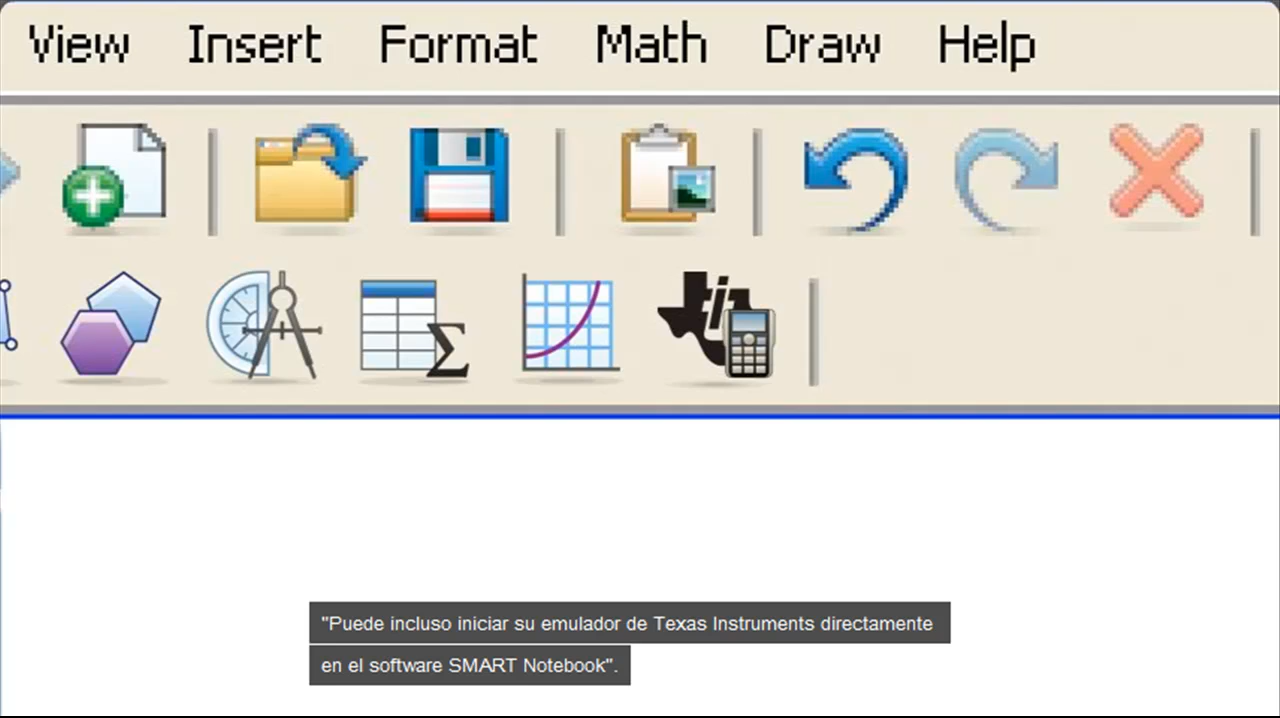 View Insert Format Math Draw Help
"Puede incluso iniciar su emulador de Texas Instruments directamente
en el software SMART Notebook".